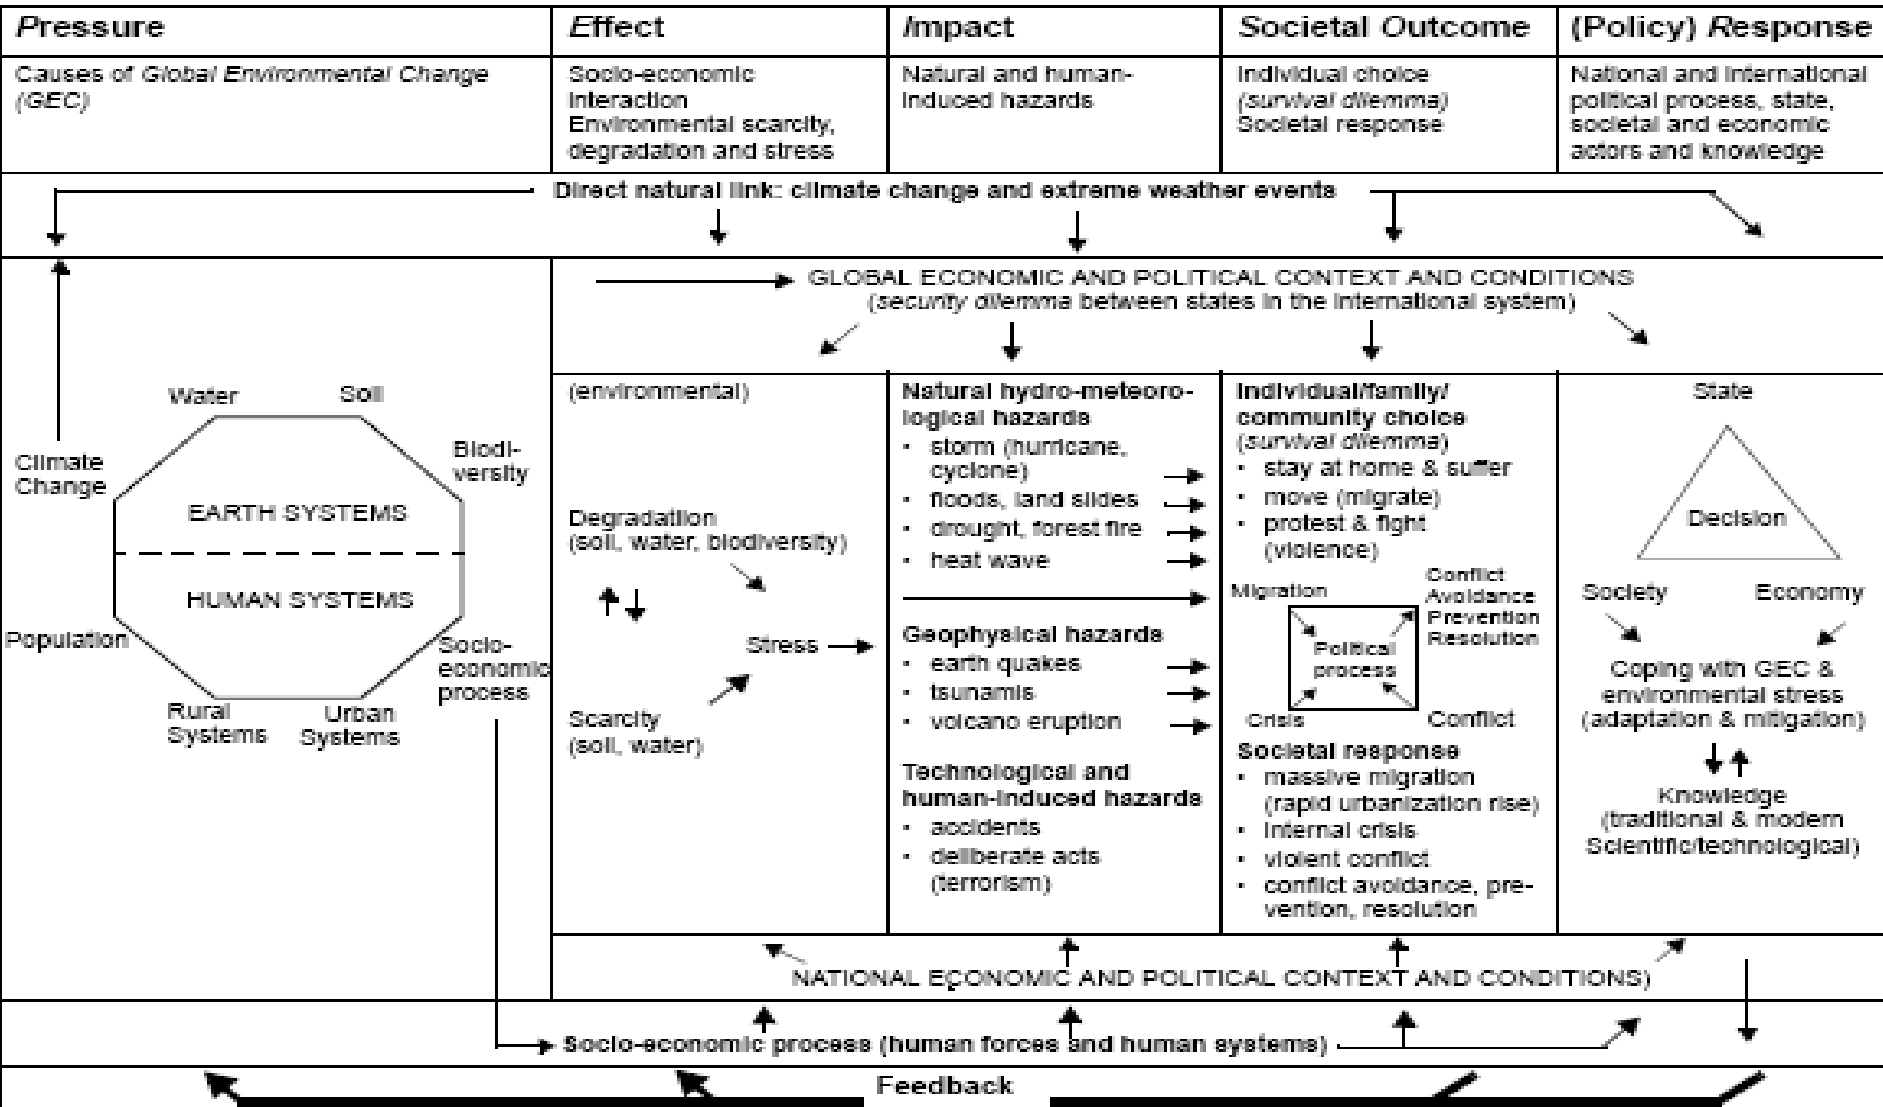 Pressure
Effect
Impact
Societal Outcome
(Policy) Response
Causes of Global Environmental Change
(GEC)
Socio-economic
Interaction
Environmental scarcity,
degradation and stress
Natural and human-
induced hazards
Individual choice
(survival dilemma)
Societal response
National and international
political process, state,
societal and economic
actors and knowledge
Direct natural link: climate change and extreme weather events
GLOBAL ECONOMIC AND POLITICAL CONTEXT AND CONDITIONS
(security dilemma between states in the international system)
Water
Soil
Climate
Change
Biodi-
versity
EARTH SYSTEMS
HUMAN SYSTEMS
Population
Socio-
economic
process
Rural
Systems
Urban
Systems
(environmental)
Degradatiion
(soil, water, biodiversity)
Stress
Scarcity
(soil, water)
Natural hydro-meteoro-
logical hazards
• storm (hurricane,
cyclone)
• floods, land slides
• drought, forest fire
• heat wave
Geophysical hazards
• earth quakes
• tsunamis
• volcano eruption
Technological and
human-induced hazards
• accidents
• deliberate acts
(terrorism)
Individual/family/
community choice
(survival dilemma)
• stay at home & suffer
• move (migrate)
• protest & fight
(violence)
Migration
Conflict
Avoidance
Prevention
Resolution
Political
process
Crisis
Conflict
Societal response
• massive migration
(rapid urbanization rise)
• internal crisis
• violent conflict
• conflict avoidance, pre-
vention, resolution
State
Decision
Society
Economy
Coping with GEC &
environmental stress
(adaptation & mitigation)
Knowledge
(traditional & modern
Scientific/technological)
NATIONAL ECONOMIC AND POLITICAL CONTEXT AND CONDITIONS)
Socio-economic process (human forces and human systems)
Feedback